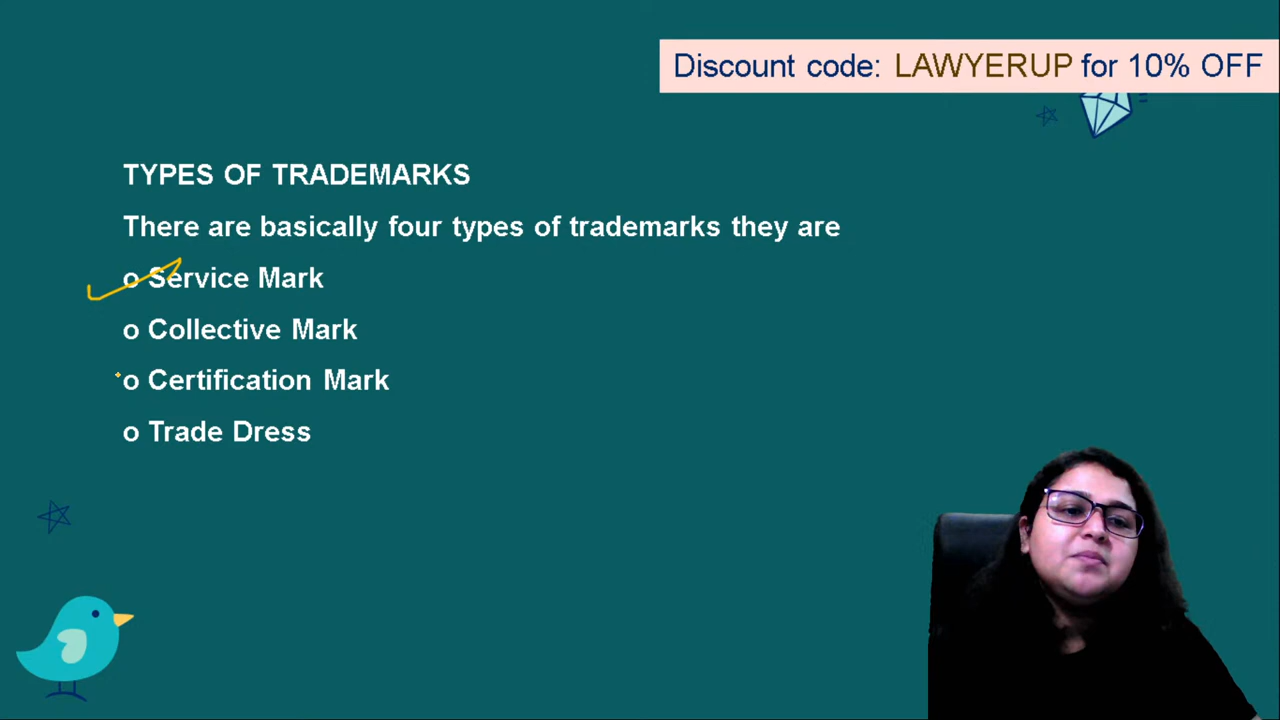 Discount code: LAWYERUP for 10% OFF
TYPES OF TRADEMARKS
There are basically four types of trademarks they are
o Service Mark
o Collective Mark
o Certification Mark
o Trade Dress